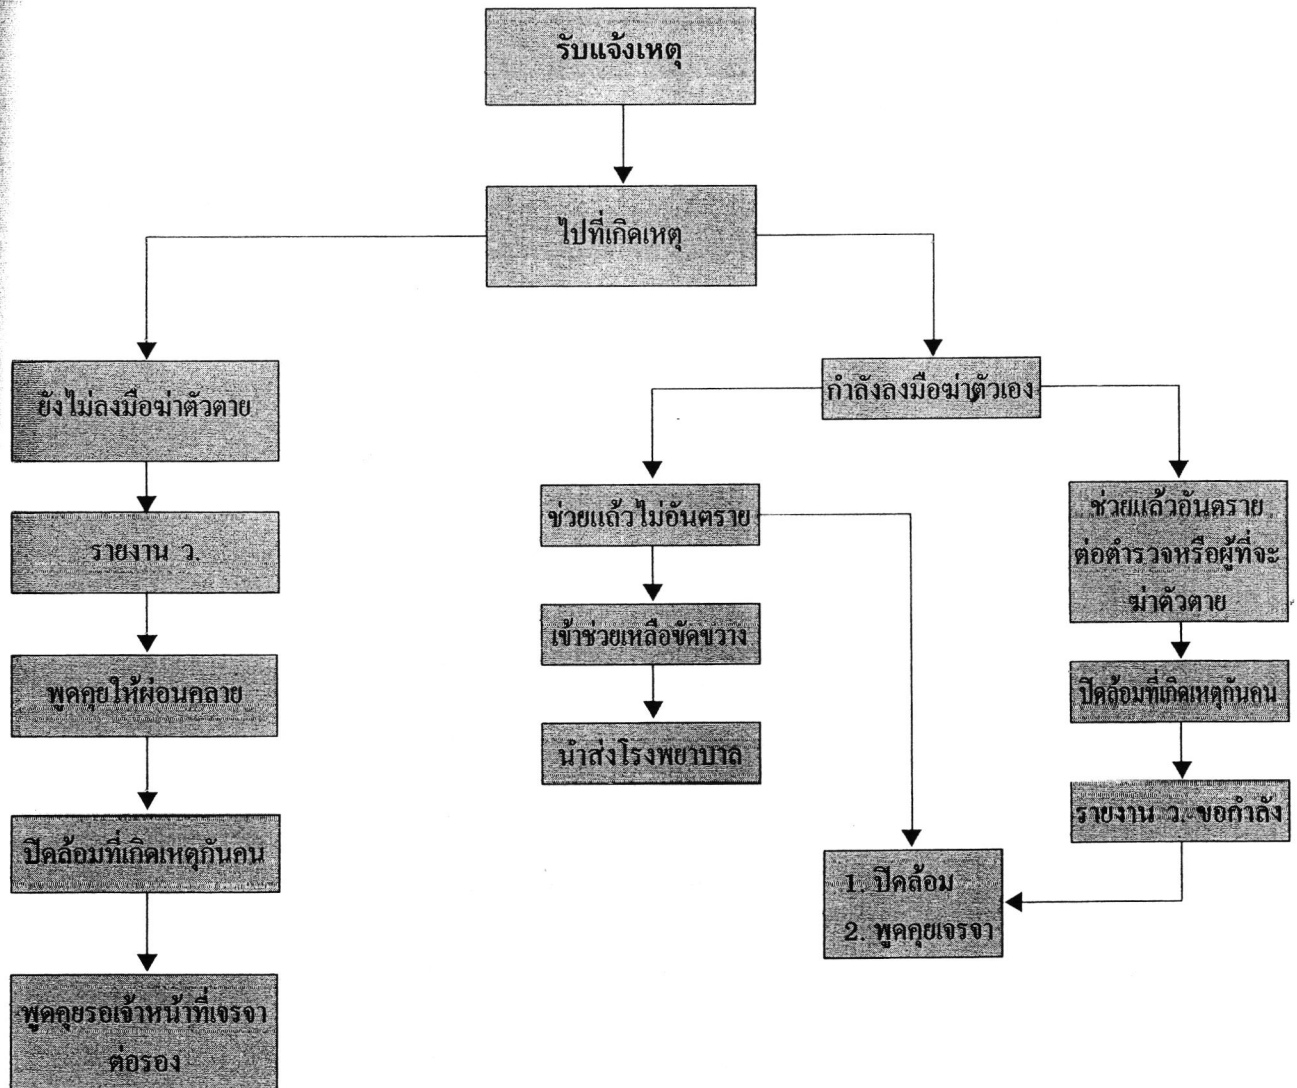 รับแจ้งเหตุ
ไปที่เกิดเหตุ
ยังไม่ลงมือฆ่าตัวตาย
รายงาน ว.
พูดคุยให้ผ่อนคลาย
ปิดล้อมที่เกิดเหตุกันคน
พูดคุยรอเจ้าหน้าที่เจรจา
ต่อรอง
กำลังลงมือฆ่าตัวเอง
ช่วยแล้วไม่อันตราย
เข้าช่วยเหลือขัดขวาง
นำส่งโรงพยาบาล
ช่วยแล้วอันตราย
ต่อตำรวจหรือผู้ที่จะ
ฆ่าตัวตาย
ปิดล้อมที่เกิดเหตุกันคน
รายงาน ว. ขอกำลัง
1. ปิดล้อม
2. พูดคุยเจรจา